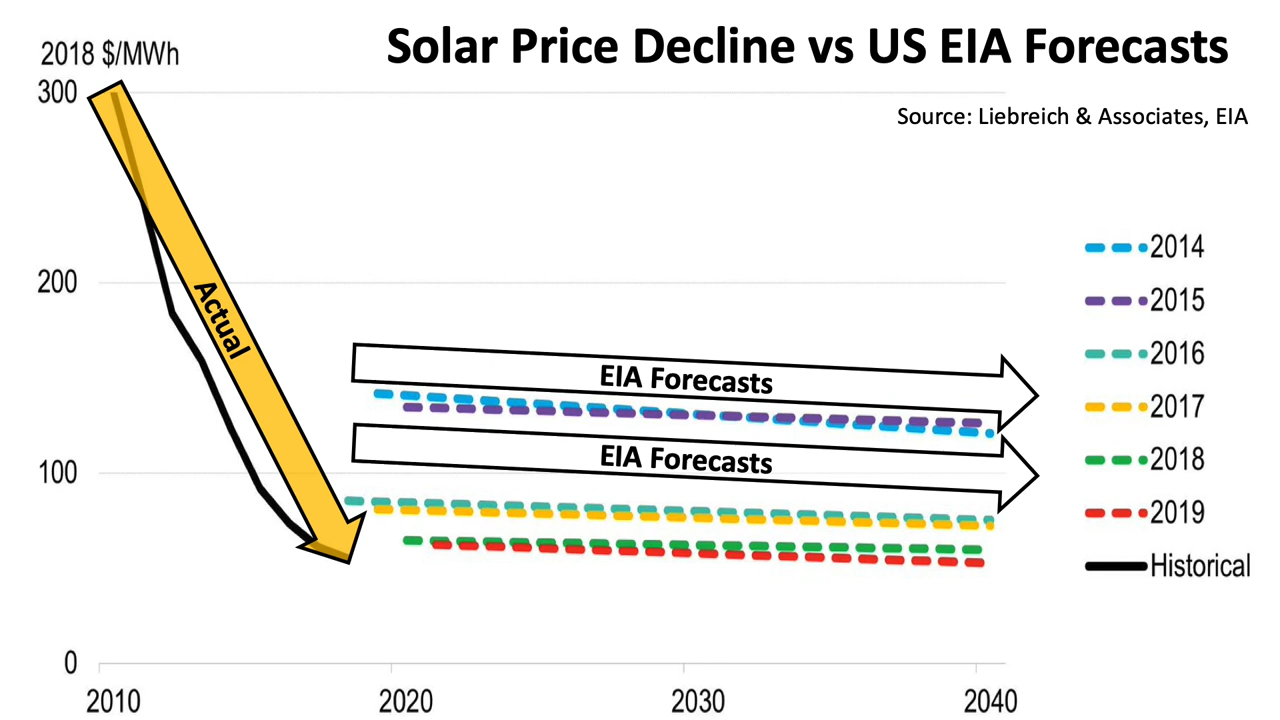 Solar Price Decline vs US EIA Forecasts
2018 $/MWh
300
Source: Liebreich & Associates, EIA
200
100
0
Actual
EIA Forecasts
EIA Forecasts
2014
2015
2016
2017
2018
2019
Historical
2010
2020
2030
2040